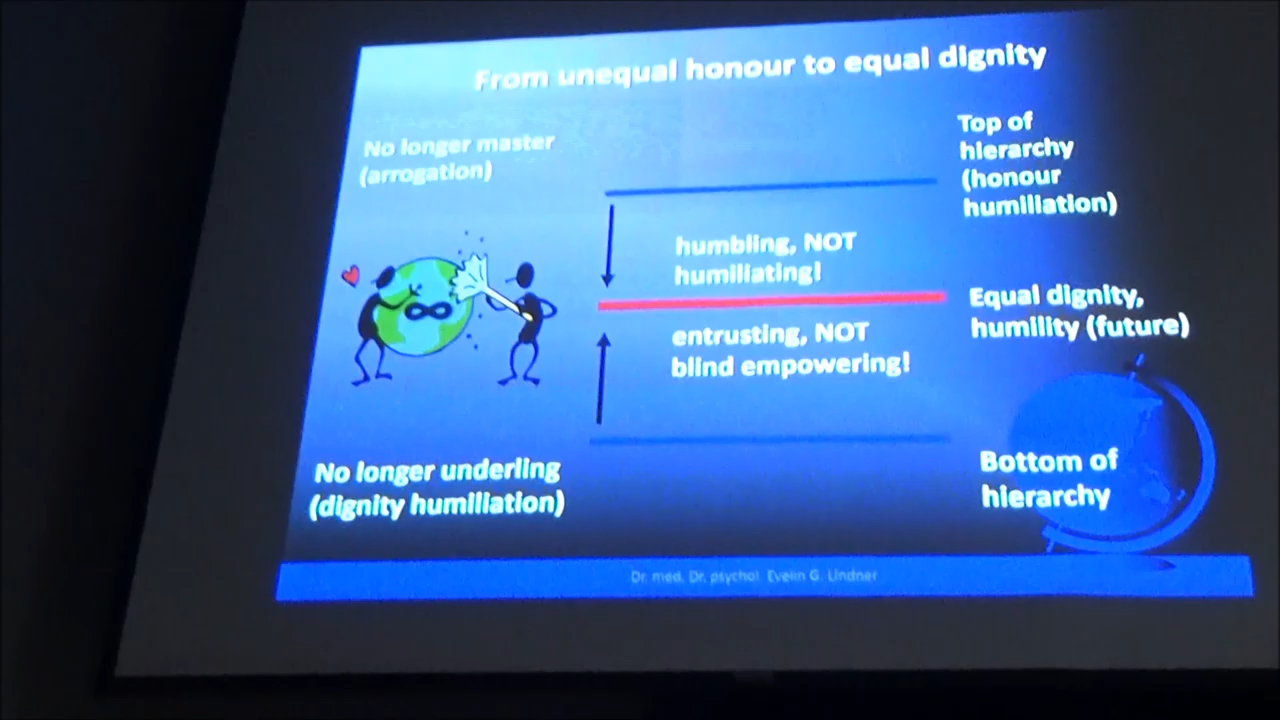 From unequal honour to equal dignity
No longer master
(arrogation)
Top of
hierarchy
(honour
humiliation)
humbling, NOT
humiliating!
Equal dignity,
humility (future)
entrusting, NOT
blind empowering!
No longer underling
(dignity humiliation)
Bottom of
hierarchy
Dr. med. Dr. psychol. Evelin G. Lindner